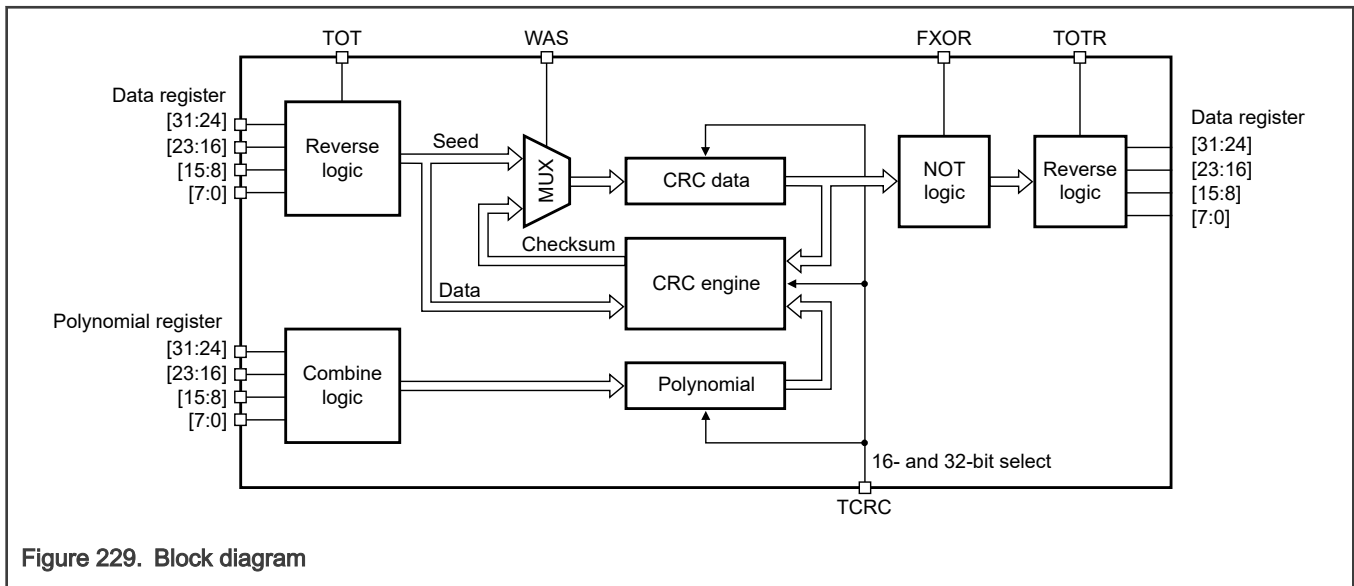 TOT
WAS
FXOR
TOTR
Data register
[31:24]
[23:16]
[15:8]
[7:0]
Reverse
logic
Seed
MUX
CRC data
NOT
logic
Reverse
logic
Data register
[31:24]
[23:16]
[15:8]
[7:0]
Checksum
CRC engine
Data
Polynomial register
[31:24]
[23:16]
[15:8]
[7:0]
Combine
logic
Polynomial
16- and 32-bit select
TCRC
Figure 229. Block diagram